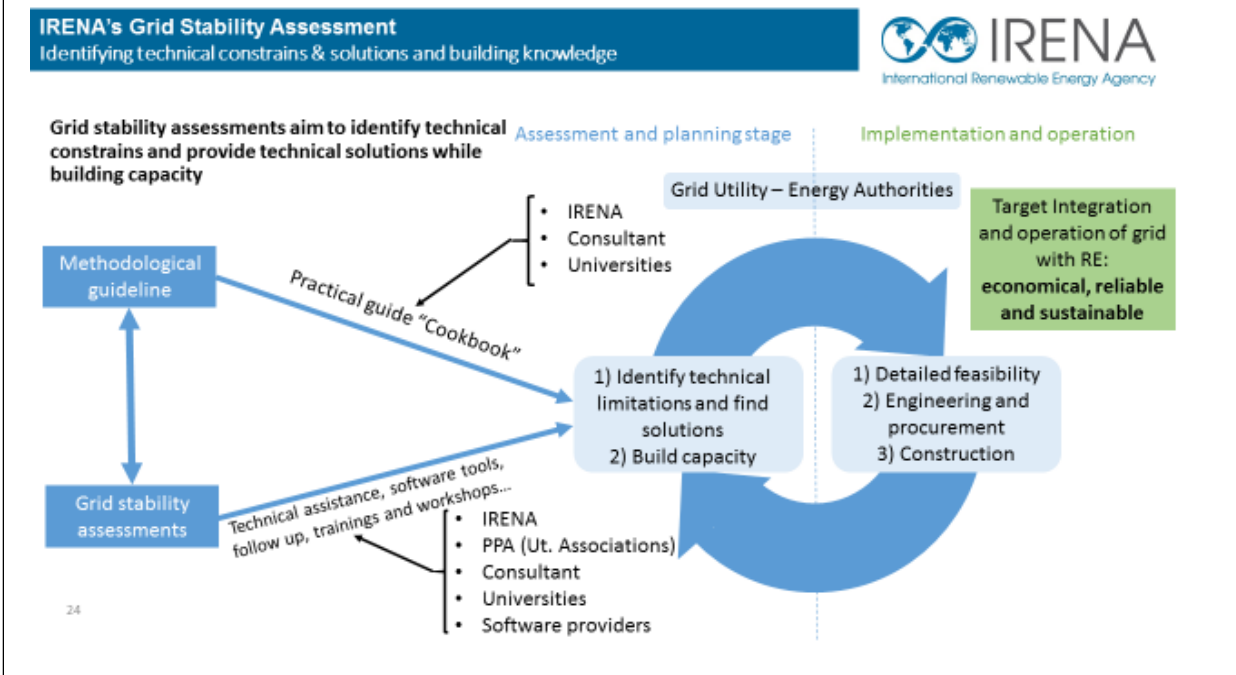 IRENA's Grid Stability Assessment
Identifying technical constrains & solutions and building knowledge
IRENA
International Renewable Energy Agency
Grid stability assessments aim to identify technical
constrains and provide technical solutions while
building capacity
Assessment and planning stage
Implementation and operation
Grid Utility – Energy Authorities
• IRENA
• Consultant
• Universities
Target Integration
and operation of grid
with RE:
economical, reliable
and sustainable
Methodological
guideline
Practical guide "Cookbook"
1) Identify technical
limitations and find
solutions
2) Build capacity
1) Detailed feasibility
2) Engineering and
procurement
3) Construction
Grid stability
assessments
Technical assistance, software tools,
follow up, trainings and workshops...
• IRENA
• PPA (Ut. Associations)
• Consultant
• Universities
• Software providers
24